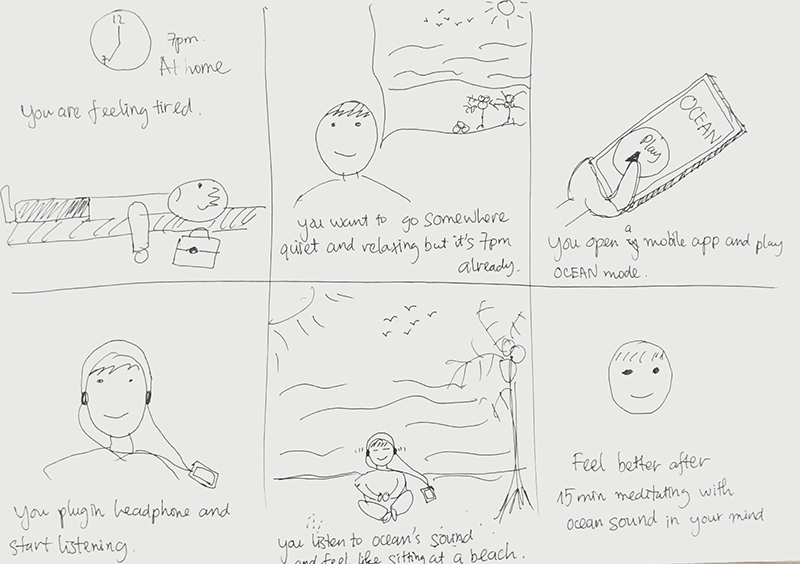 12
7
7pm.
At home
You are feeling tired.
you want to go somewhere
quiet and relaxing but it's 7pm
already.
OCEAN
Play
You open a mobile app and play
OCEAN mode.
You plugin headphone and
start listening.
you listen to ocean's sound
and feel like sitting at a beach.
Feel better after
15 min meditating with
ocean sound in your mind